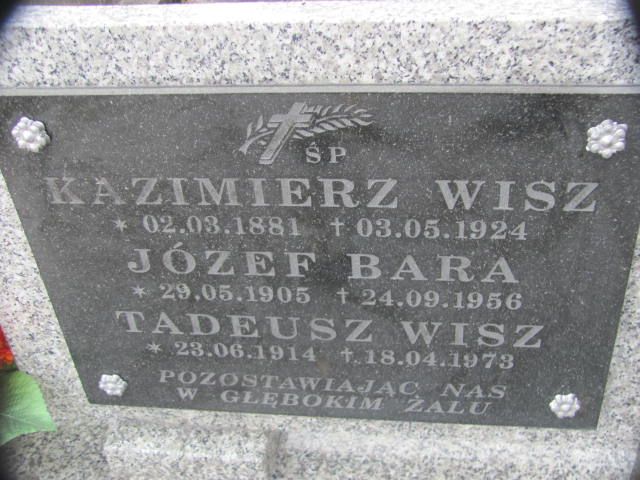 ŚP
KAZIMIERZ WISZ
* 02.03.1881 † 03.05.1924
JÓZEF BARA
* 29.05.1905 † 24.09.1956
TADEUSZ WISZ
* 23.06.1914 † 18.04.1973
POZOSTAWIAJĄC NAS
W GŁĘBOKIM ŻALU